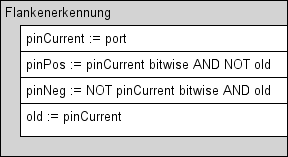 Flankenerkennung
pinCurrent := port
pinPos := pinCurrent bitwise AND NOT old
pinNeg := NOT pinCurrent bitwise AND old
old := pinCurrent